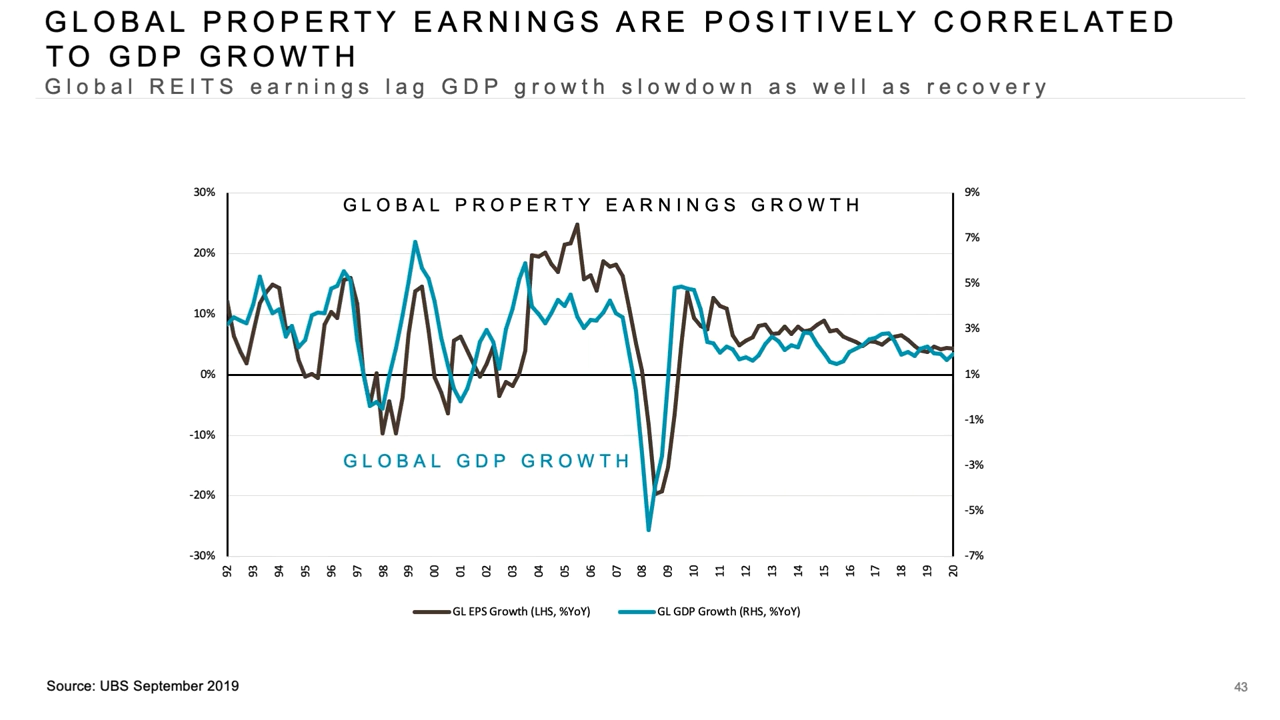 GLOBAL PROPERTY EARNINGS ARE POSITIVELY CORRELATED
TO GDP GROWTH
Global REITS earnings lag GDP growth slowdown as well as recovery
GLOBAL PROPERTY EARNINGS GROWTH
GLOBAL GDP GROWTH
30%
20%
10%
0%
-10%
-20%
-30%
9%
7%
5%
3%
1%
-1%
-3%
-5%
-7%
92 93 94 95 96 97 98 99 00 01 02 03 04 05 06 07 08 09 10 11 12 13 14 15 16 17 18 19 20
GL EPS Growth (LHS, %YoY) GL GDP Growth (RHS, %YoY)
Source: UBS September 2019
43